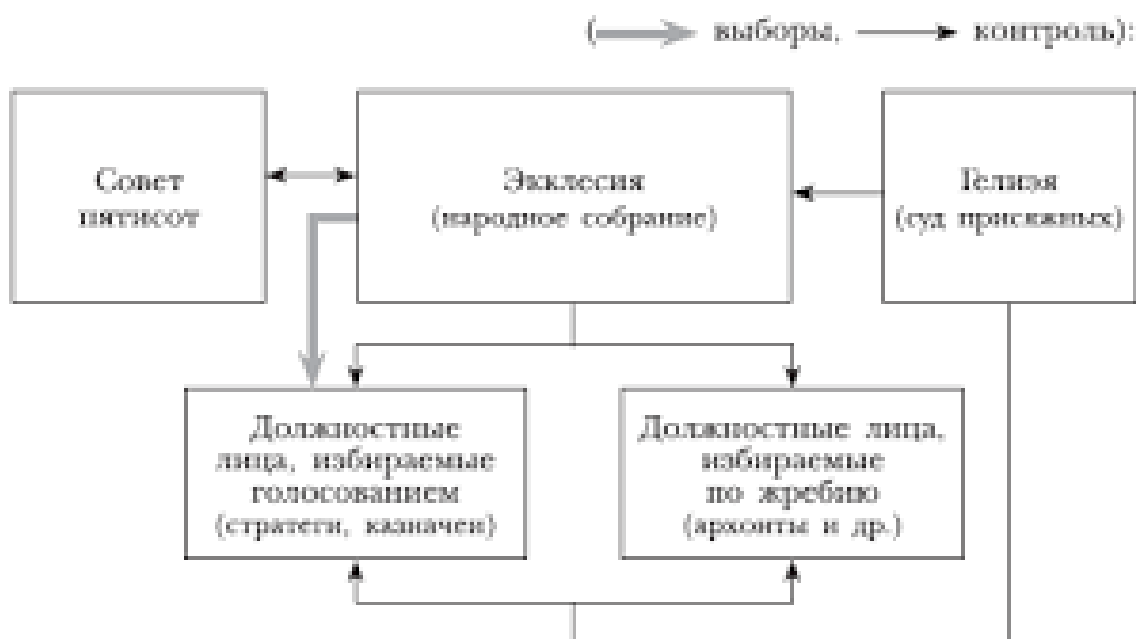 ( выборы, контроль):
Совет
пятисот
Экклесия
(народное собрание)
Гелиэя
(суд присяжных)
Должностные
лица, избираемые
голосованием
(стратеги, казначеи)
Должностные лица,
избираемые
по жребию
(архонты и др.)